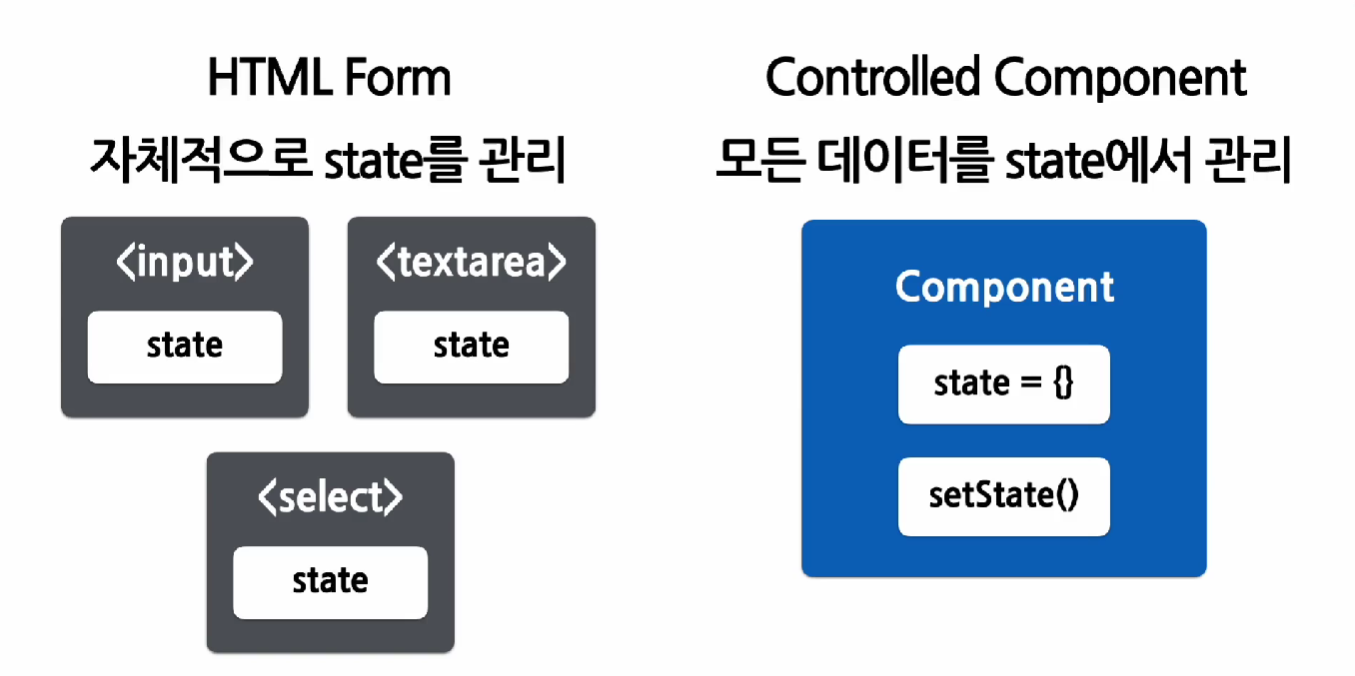 HTML Form
자체적으로 state를 관리
<input>
state
<textarea>
state
<select>
state
Controlled Component
모든 데이터를 state에서 관리
Component
state = {}
setState()